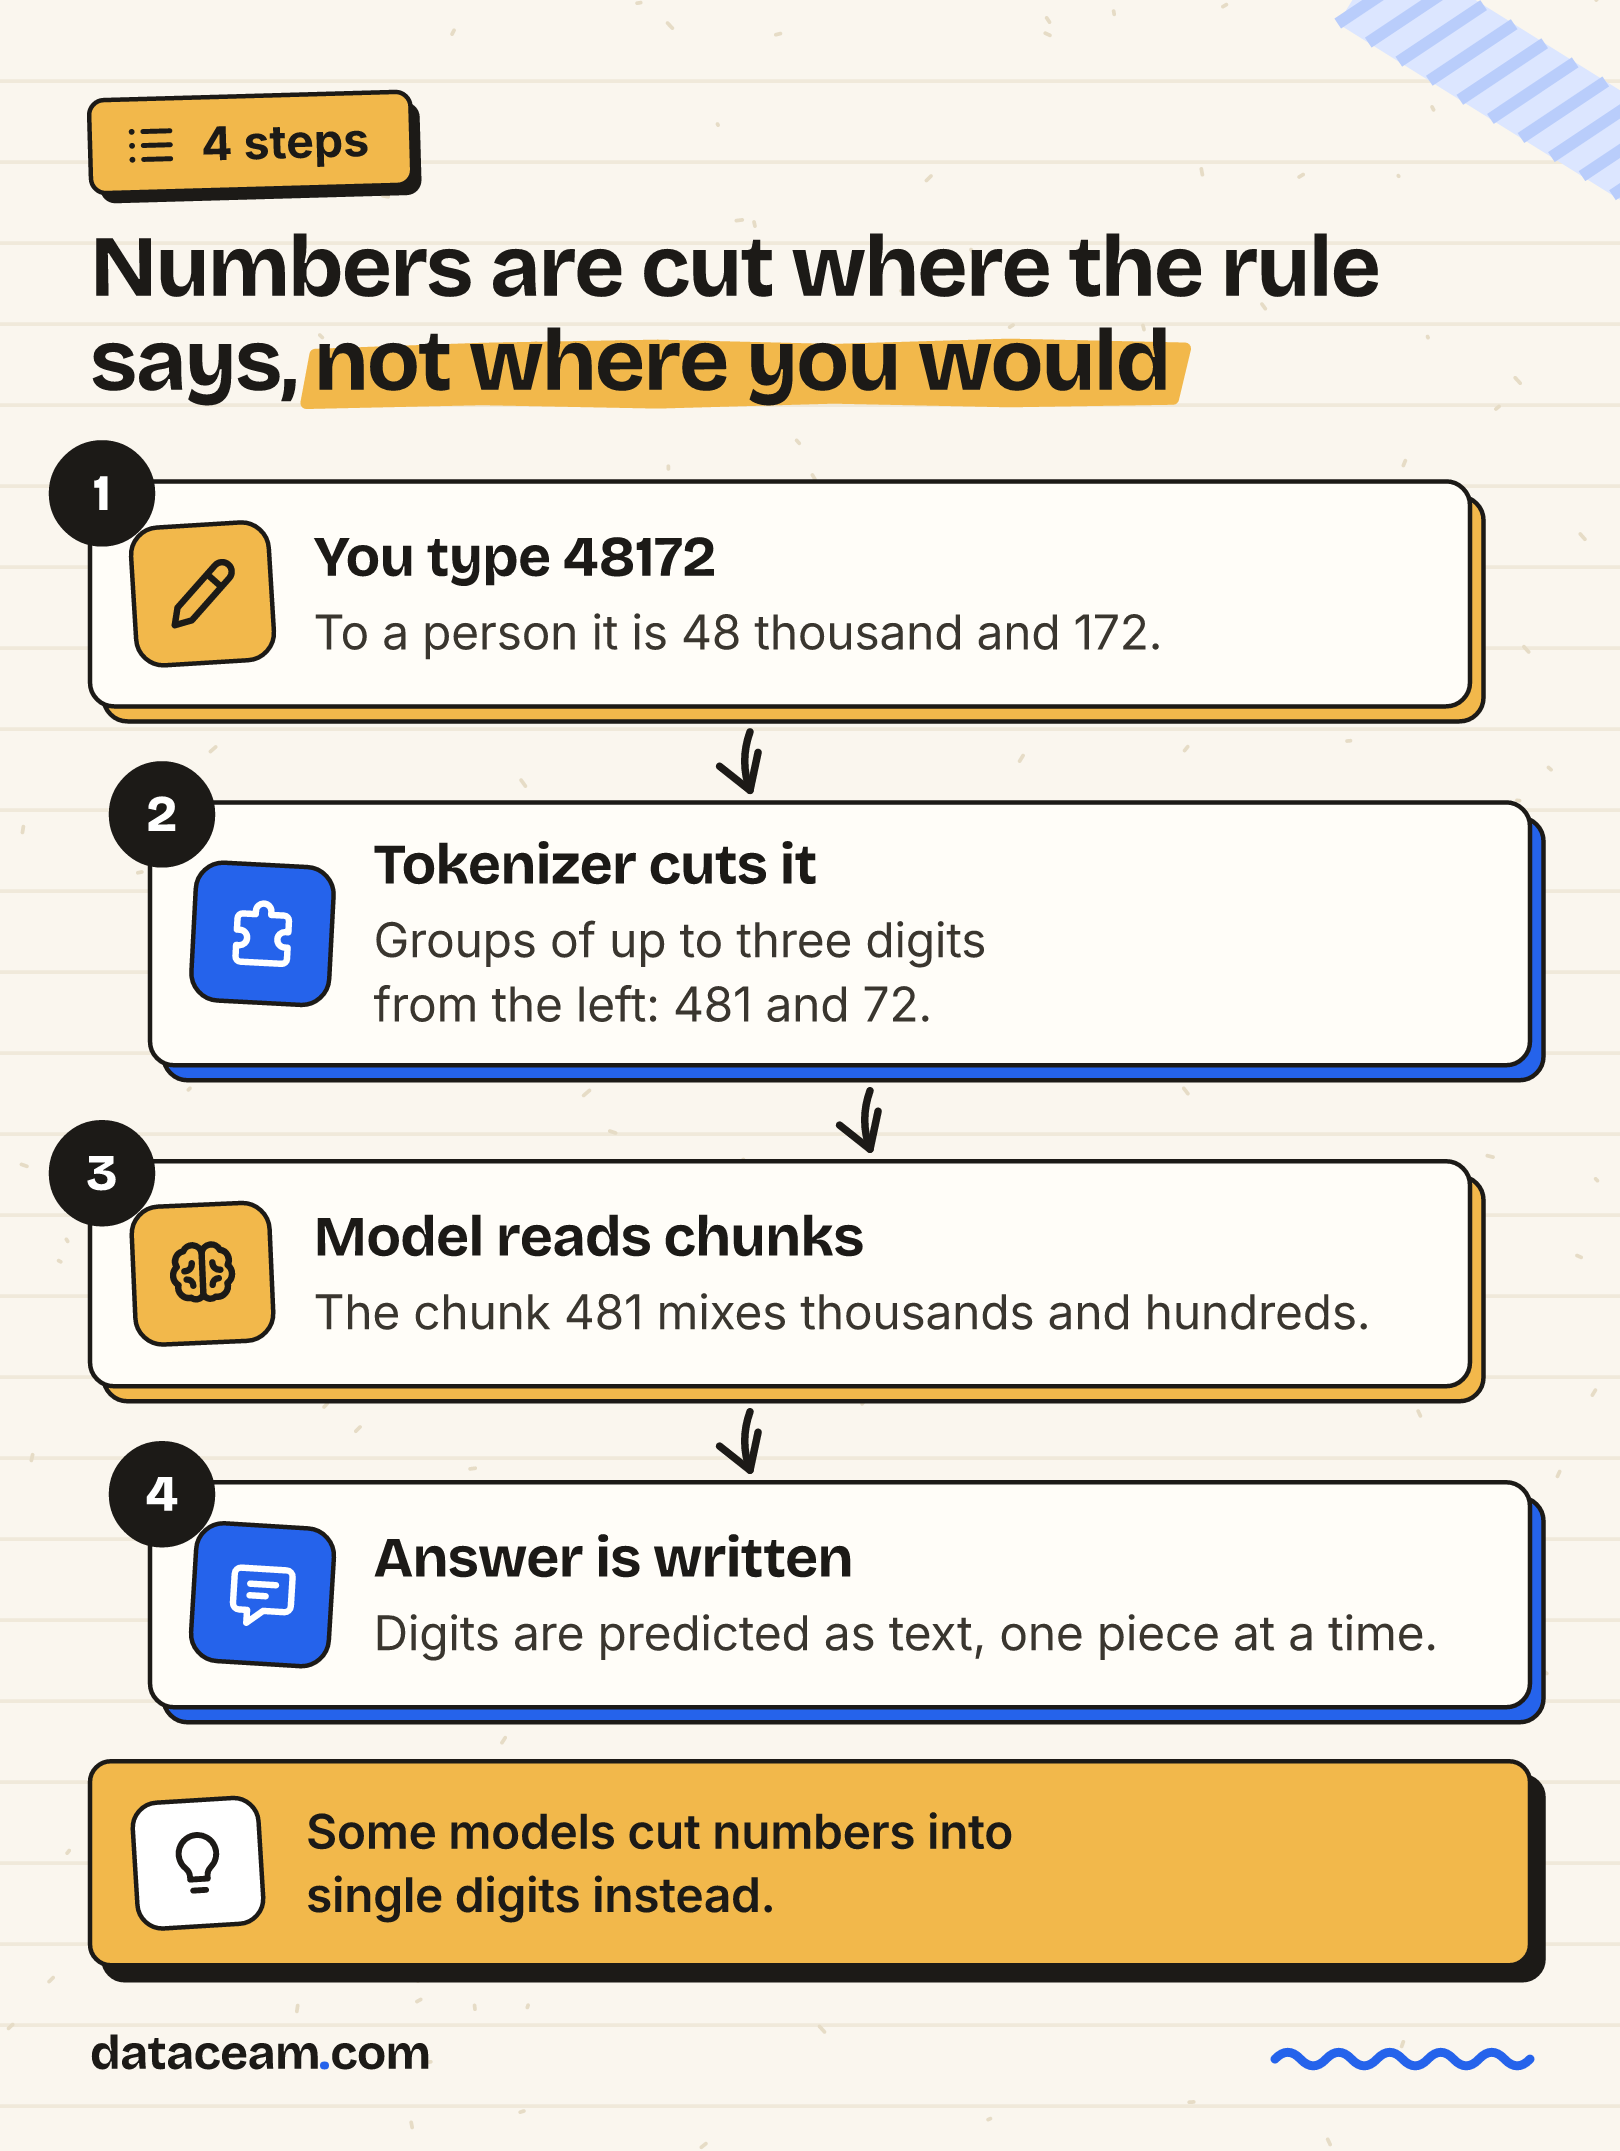 4 steps
Numbers are cut where the rule
says, not where you would
1
You type 48172
To a person it is 48 thousand and 172.
2
Tokenizer cuts it
Groups of up to three digits
from the left: 481 and 72.
3
Model reads chunks
The chunk 481 mixes thousands and hundreds.
4
Answer is written
Digits are predicted as text, one piece at a time.
Some models cut numbers into
single digits instead.
dataceam.com